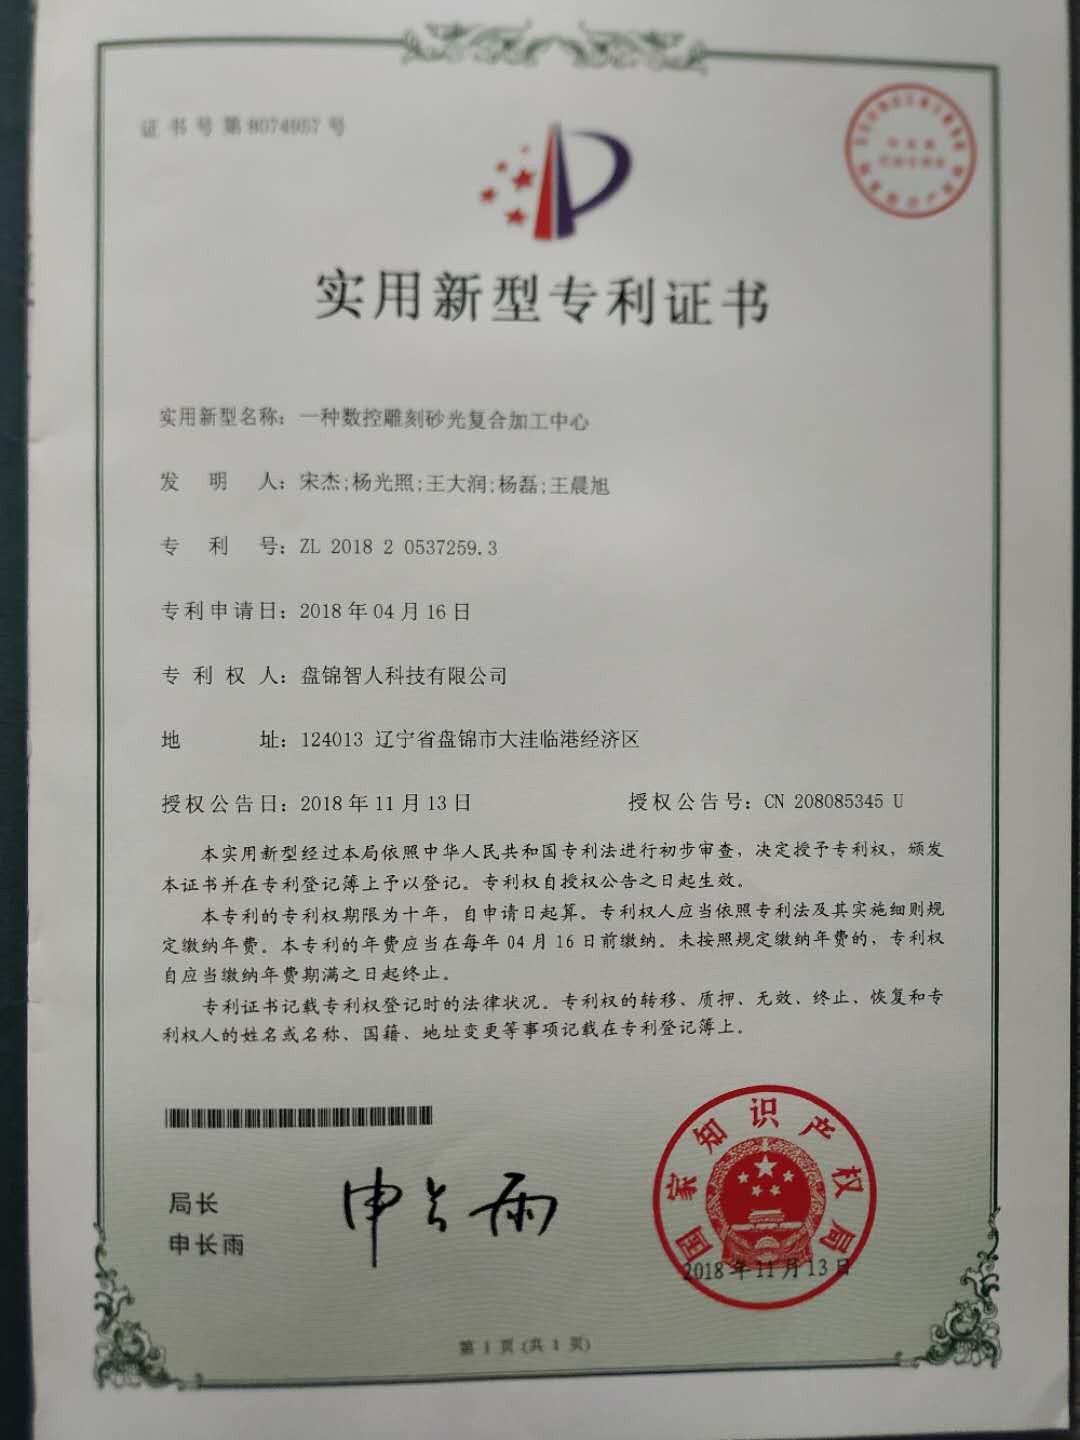 证书号第8074957号
实用新型专利证书
实用新型名称：一种数控雕刻砂光复合加工中心
发明人：宋杰;杨光照;王大润;杨磊;王晨旭
专利号：ZL 2018 2 0537259.3
专利申请日：2018年04月16日
专利权人：盘锦智人科技有限公司
地址：124013 辽宁省盘锦市大洼临港经济区
授权公告日：2018年11月13日 授权公告号：CN 208085345 U
本实用新型经过本局依照中华人民共和国专利法进行初步审查，决定授予专利权，颁发
本证书并在专利登记簿上予以登记。专利权自授权公告之日起生效。
本专利的专利权期限为十年，自申请日起算。专利权人应当依照专利法及其实施细则规
定缴纳年费。本专利的年费应当在每年04月16日前缴纳。未按照规定缴纳年费的，专利权
自应当缴纳年费期满之日起终止。
专利证书记载专利权登记时的法律状况。专利权的转移、质押、无效、终止、恢复和专
利权人的姓名或名称、国籍、地址变更等事项记载在专利登记簿上。
局长
申长雨
申长雨
国家知识产权局
2018年11月13日
第1页(共1页)